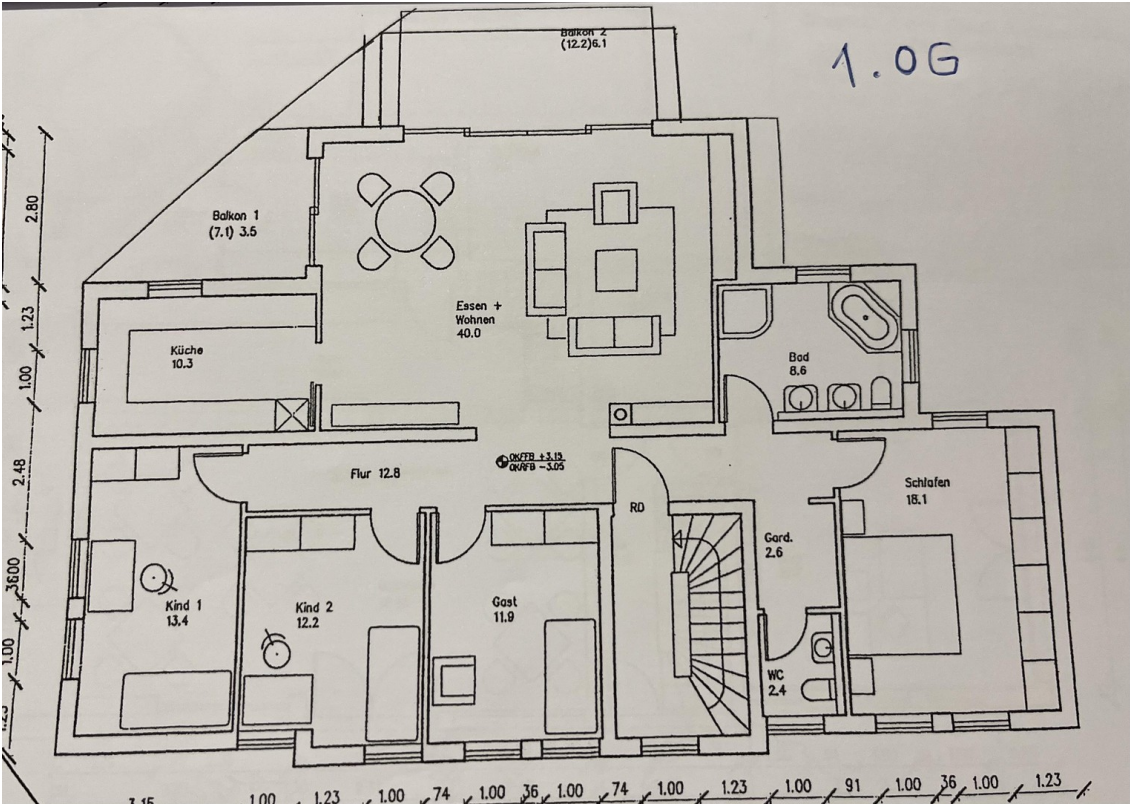 Balkon 2
(12.2)6.1
1.OG
2.80
Balkon 1
(7.1) 3.5
1.23
Essen +
Wohnen
40.0
Küche
10.3
Bad
8.6
1.00
2.48
OKFFB +3.15
OKRFB -3.05
Flur 12.8
Schlafen
18.1
RD
Gard.
2.6
3600
Kind 1
13.4
Kind 2
12.2
Gast
11.9
1.00
WC
2.4
1.23
3.15
1.00
1.23
1.00
74
1.00
36
1.00
74
1.00
1.23
1.00
91
1.00
36
1.00
1.23